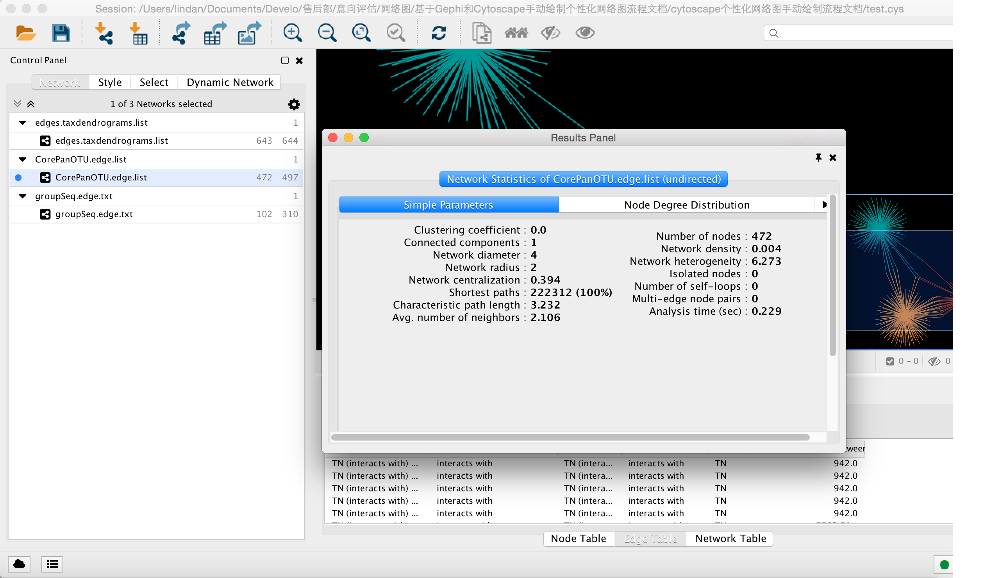 Session: /Users/lindan/Documents/Develo/售后部/意向评估/网络图/基于Gephi和Cytoscape手动绘制个性化网络图流程文档/cytoscape个性化网络图手动绘制流程文档/test.cys
Control Panel
Network Style Select Dynamic Network
1 of 3 Networks selected
edges.taxdendrograms.list 1
edges.taxdendrograms.list 643 644
CorePanOTU.edge.list 1
CorePanOTU.edge.list 472 497
groupSeq.edge.txt 1
groupSeq.edge.txt 102 310
Results Panel
Network Statistics of CorePanOTU.edge.list (undirected)
Simple Parameters Node Degree Distribution
Clustering coefficient : 0.0
Connected components : 1
Network diameter : 4
Network radius : 2
Network centralization : 0.394
Shortest paths : 222312 (100%)
Characteristic path length : 3.232
Avg. number of neighbors : 2.106
Number of nodes : 472
Network density : 0.004
Network heterogeneity : 6.273
Isolated nodes : 0
Number of self-loops : 0
Multi-edge node pairs : 0
Analysis time (sec) : 0.229
0 - 0 0
TN (interacts with) ... interacts with TN (intera... interacts with TN 942.0
TN (interacts with) ... interacts with TN (intera... interacts with TN 942.0
TN (interacts with) ... interacts with TN (intera... interacts with TN 942.0
TN (interacts with) ... interacts with TN (intera... interacts with TN 942.0
TN (interacts with) ... interacts with TN (intera... interacts with TN 942.0
Node Table Edge Table Network Table